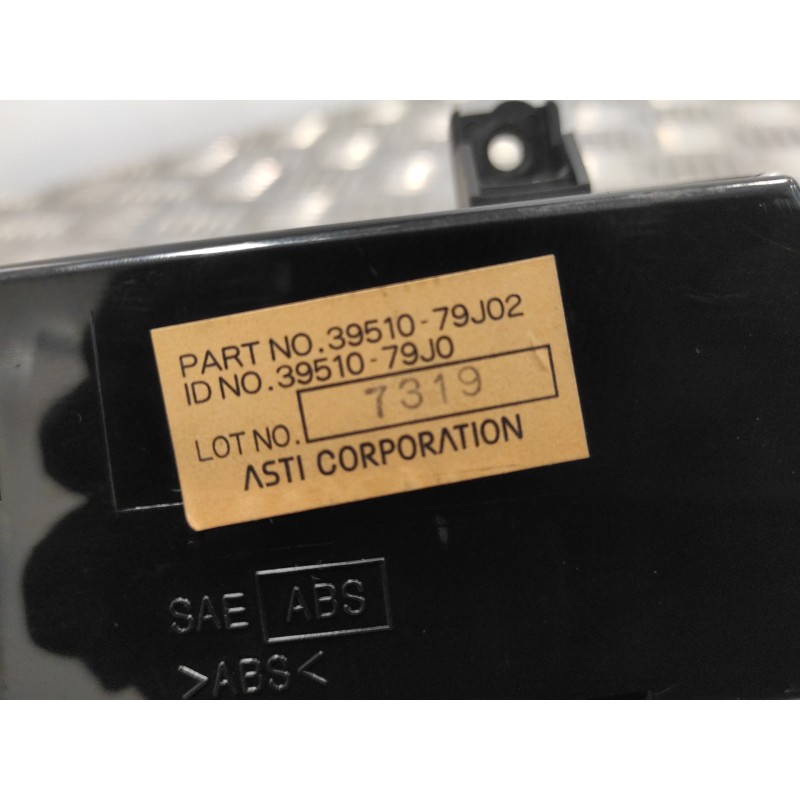 PART NO. 39510-79J02
ID NO. 39510-79J0
LOT NO. 7319
ASTI CORPORATION
SAE ABS
>ABS<